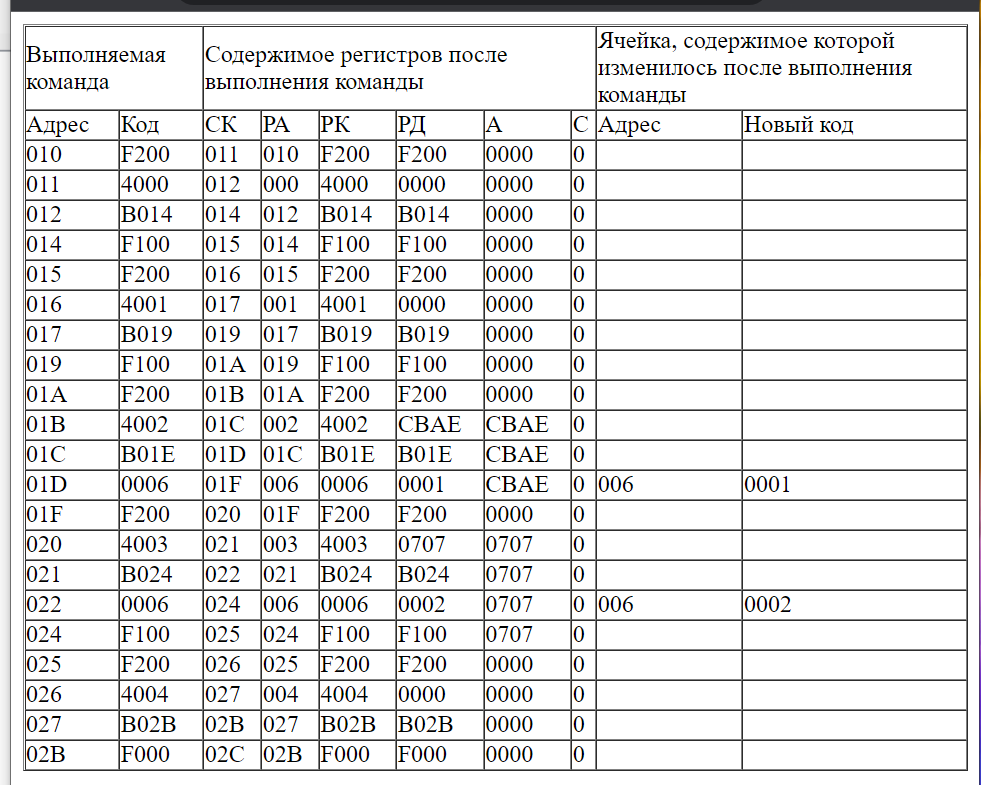 Выполняемая команда Содержимое регистров после выполнения команды Ячейка, содержимое которой изменилось после выполнения команды
Адрес Код СК РА РК РД А С Адрес Новый код
010 F200 011 010 F200 F200 0000 0
011 4000 012 000 4000 0000 0000 0
012 B014 014 012 B014 B014 0000 0
014 F100 015 014 F100 F100 0000 0
015 F200 016 015 F200 F200 0000 0
016 4001 017 001 4001 0000 0000 0
017 B019 019 017 B019 B019 0000 0
019 F100 01A 019 F100 F100 0000 0
01A F200 01B 01A F200 F200 0000 0
01B 4002 01C 002 4002 CBAE CBAE 0
01C B01E 01D 01C B01E B01E CBAE 0
01D 0006 01F 006 0006 0001 CBAE 0 006 0001
01F F200 020 01F F200 F200 0000 0
020 4003 021 003 4003 0707 0707 0
021 B024 022 021 B024 B024 0707 0
022 0006 024 006 0006 0002 0707 0 006 0002
024 F100 025 024 F100 F100 0707 0
025 F200 026 025 F200 F200 0000 0
026 4004 027 004 4004 0000 0000 0
027 B02B 02B 027 B02B B02B 0000 0
02B F000 02C 02B F000 F000 0000 0